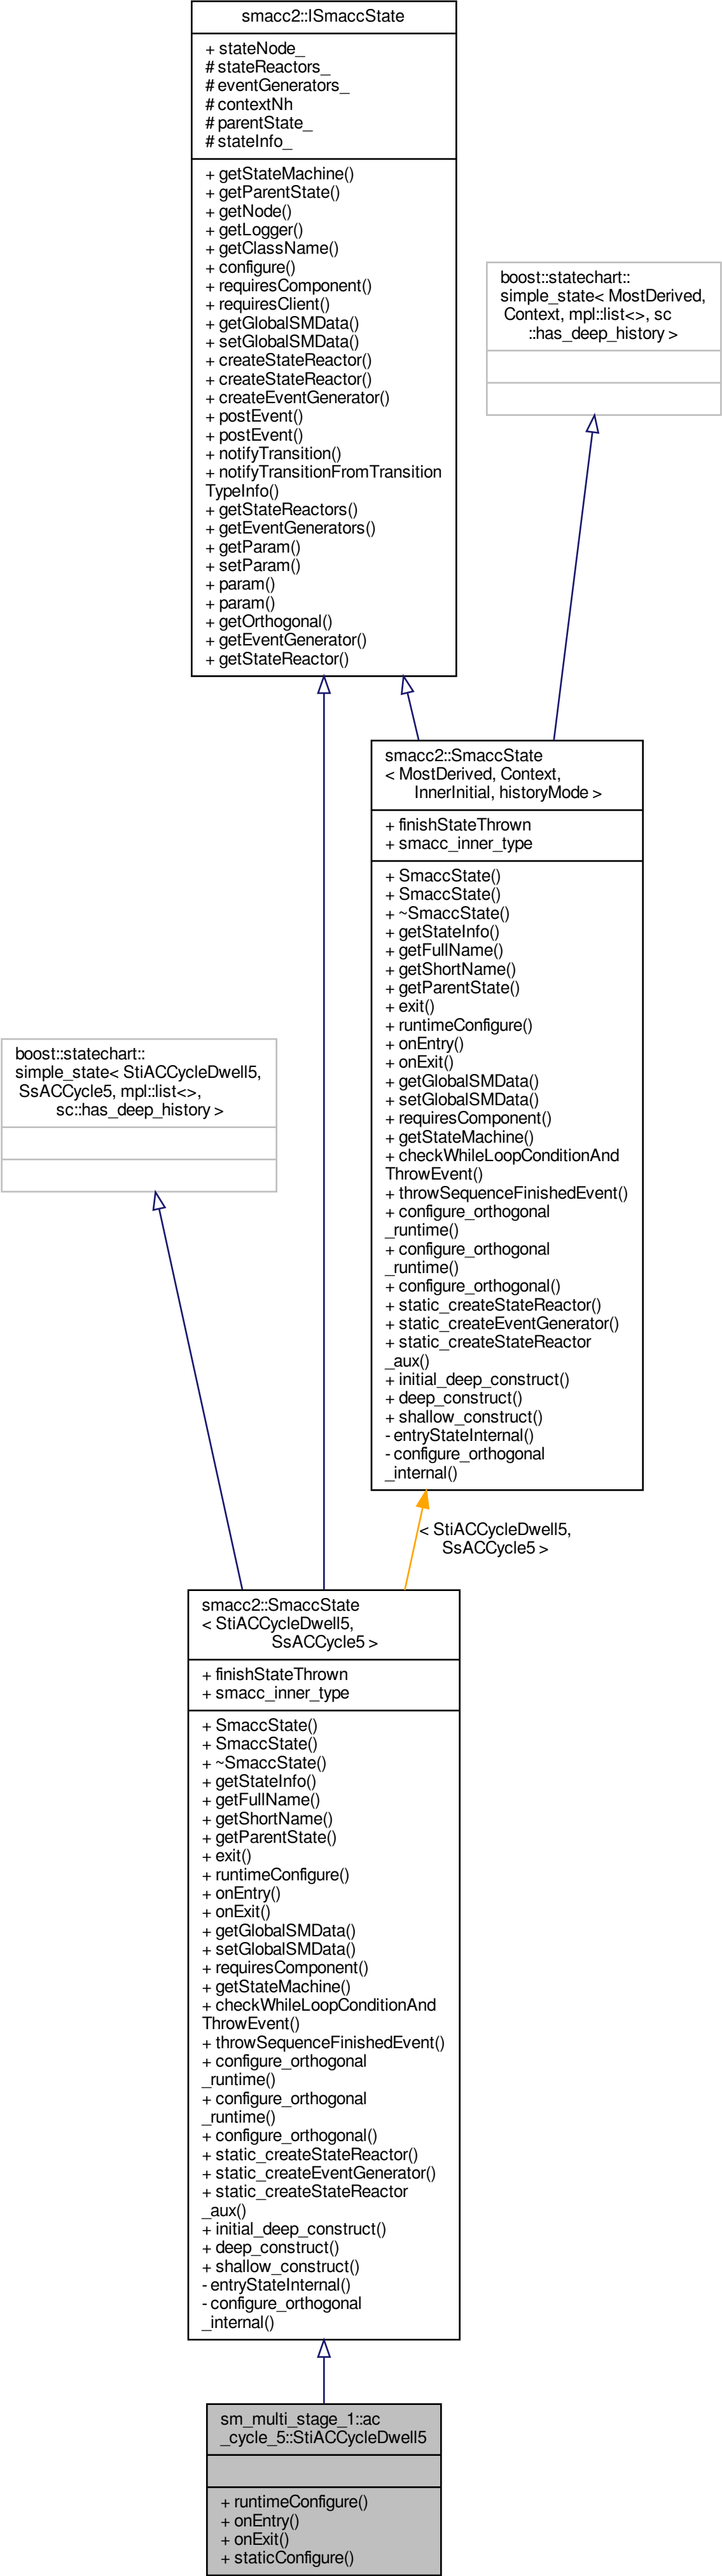 smacc2::ISmaccState
+ stateNode_
# stateReactors_
# eventGenerators_
# contextNh
# parentState_
# stateInfo_
+ getStateMachine()
+ getParentState()
+ getNode()
+ getLogger()
+ getClassName()
+ configure()
+ requiresComponent()
+ requiresClient()
+ getGlobalSMData()
+ setGlobalSMData()
+ createStateReactor()
+ createStateReactor()
+ createEventGenerator()
+ postEvent()
+ postEvent()
+ notifyTransition()
+ notifyTransitionFromTransition
TypeInfo()
+ getStateReactors()
+ getEventGenerators()
+ getParam()
+ setParam()
+ param()
+ param()
+ getOrthogonal()
+ getEventGenerator()
+ getStateReactor()
boost::statechart::
simple_state< MostDerived,
Context, mpl::list<>, sc
::has_deep_history >
smacc2::SmaccState
< MostDerived, Context,
InnerInitial, historyMode >
+ finishStateThrown
+ smacc_inner_type
+ SmaccState()
+ SmaccState()
+ ~SmaccState()
+ getStateInfo()
+ getFullName()
+ getShortName()
+ getParentState()
+ exit()
+ runtimeConfigure()
+ onEntry()
+ onExit()
+ getGlobalSMData()
+ setGlobalSMData()
+ requiresComponent()
+ getStateMachine()
+ checkWhileLoopConditionAnd
ThrowEvent()
+ throwSequenceFinishedEvent()
+ configure_orthogonal
_runtime()
+ configure_orthogonal
_runtime()
+ configure_orthogonal()
+ static_createStateReactor()
+ static_createEventGenerator()
+ static_createStateReactor
_aux()
+ initial_deep_construct()
+ deep_construct()
+ shallow_construct()
- entryStateInternal()
- configure_orthogonal
_internal()
boost::statechart::
simple_state< StiACCycleDwell5,
SsACCycle5, mpl::list<>,
sc::has_deep_history >
< StiACCycleDwell5,
SsACCycle5 >
smacc2::SmaccState
< StiACCycleDwell5,
SsACCycle5 >
+ finishStateThrown
+ smacc_inner_type
+ SmaccState()
+ SmaccState()
+ ~SmaccState()
+ getStateInfo()
+ getFullName()
+ getShortName()
+ getParentState()
+ exit()
+ runtimeConfigure()
+ onEntry()
+ onExit()
+ getGlobalSMData()
+ setGlobalSMData()
+ requiresComponent()
+ getStateMachine()
+ checkWhileLoopConditionAnd
ThrowEvent()
+ throwSequenceFinishedEvent()
+ configure_orthogonal
_runtime()
+ configure_orthogonal
_runtime()
+ configure_orthogonal()
+ static_createStateReactor()
+ static_createEventGenerator()
+ static_createStateReactor
_aux()
+ initial_deep_construct()
+ deep_construct()
+ shallow_construct()
- entryStateInternal()
- configure_orthogonal
_internal()
sm_multi_stage_1::ac
_cycle_5::StiACCycleDwell5
+ runtimeConfigure()
+ onEntry()
+ onExit()
+ staticConfigure()